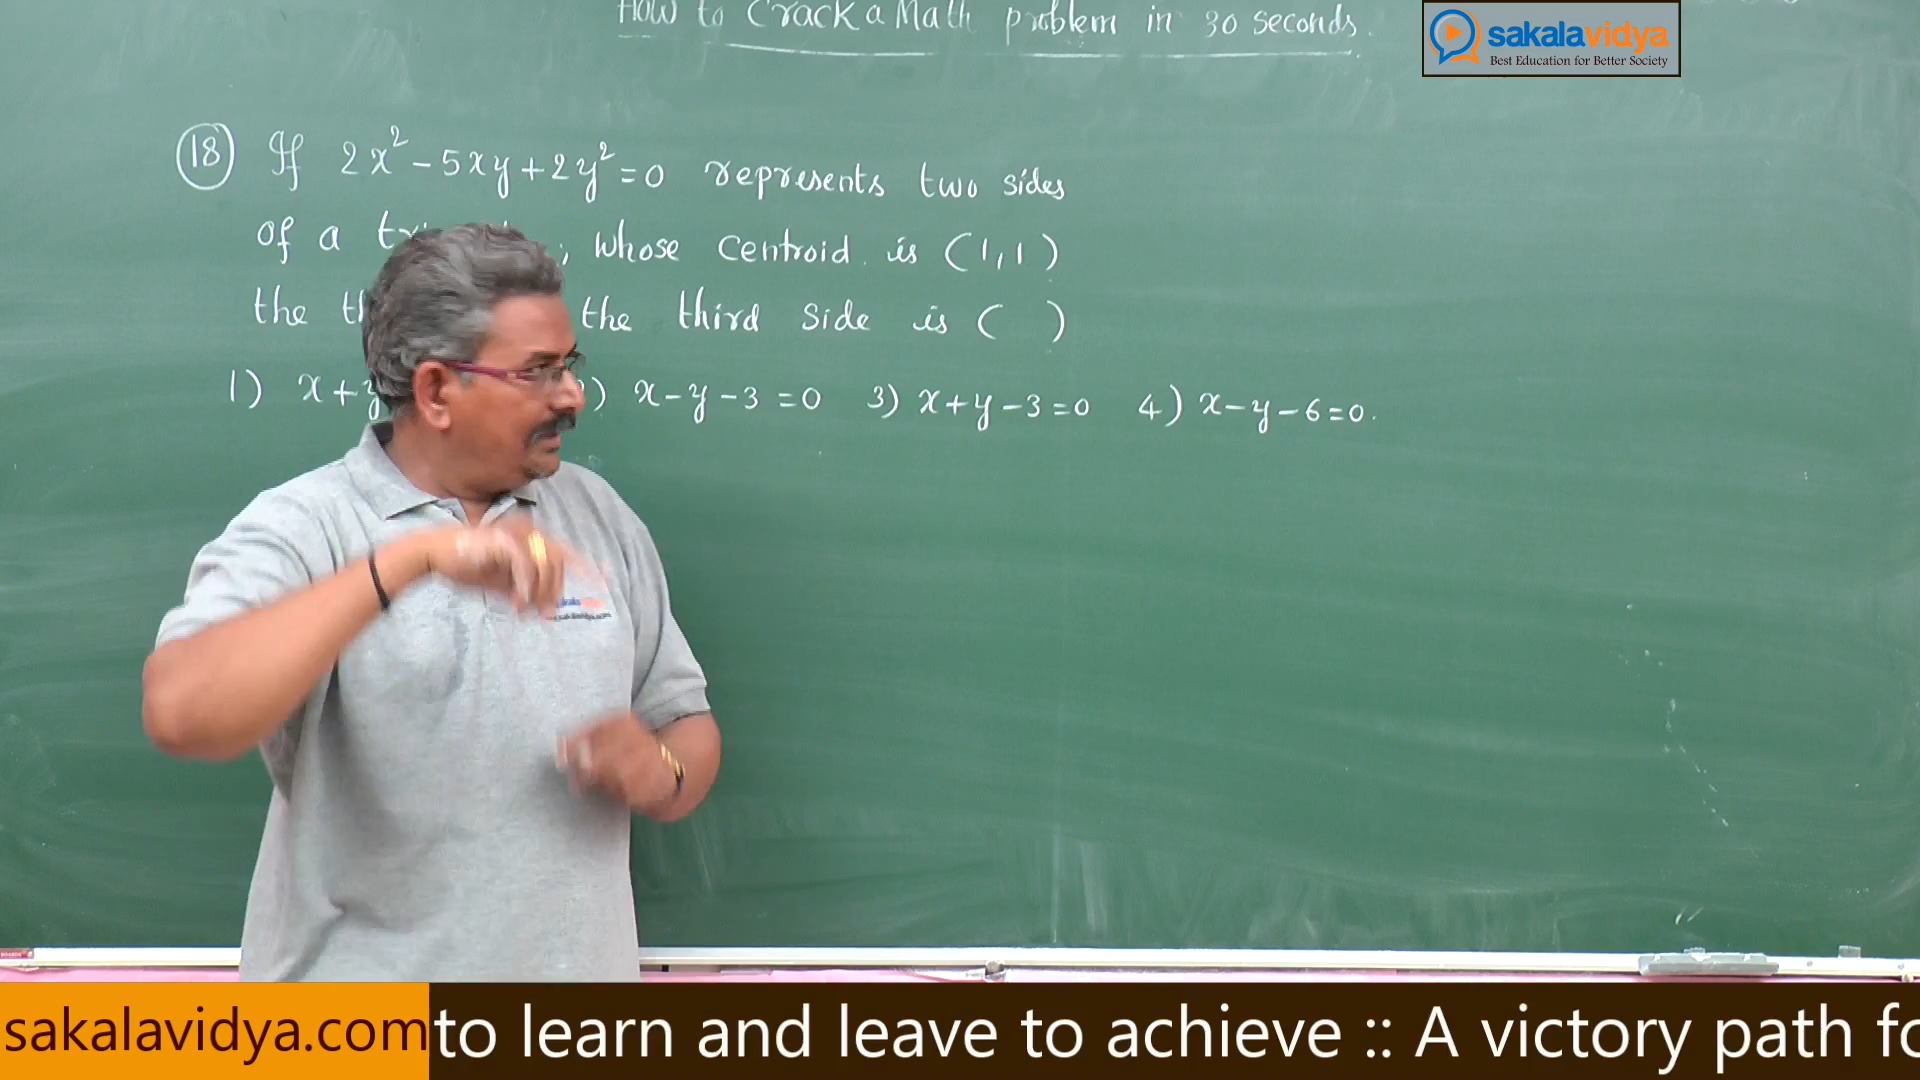 How to Crack a Math problem in 30 seconds.
sakalavidya
Best Education for Better Society
18 If 2x² - 5xy + 2y² = 0 represents two sides
of a ; whose centroid is (1,1)
the the third side is ( )
1) x+y 2) x-y-3=0 3) x+y-3=0 4) x-y-6=0.
sakalavidya.com to learn and leave to achieve :: A victory path fo